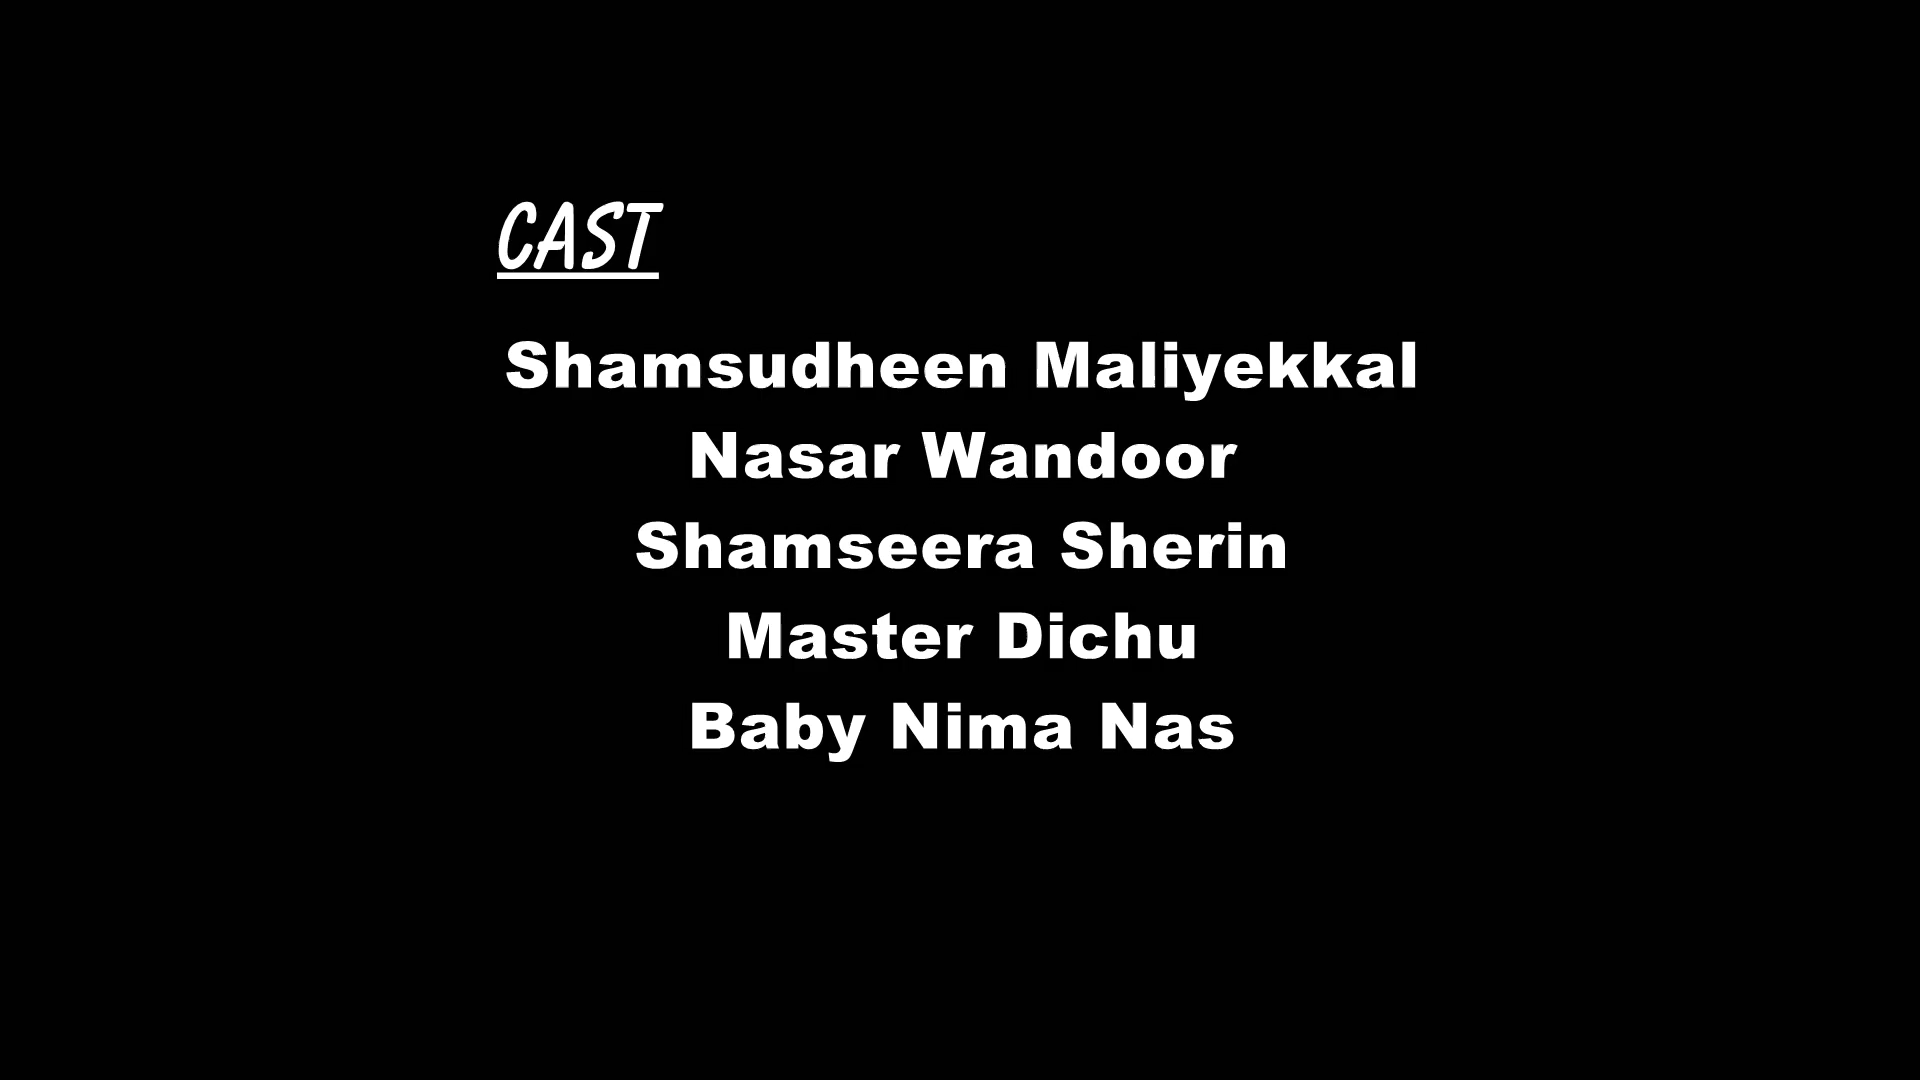 CAST
Shamsudheen Maliyekkal
Nasar Wandoor
Shamseera Sherin
Master Dichu
Baby Nima Nas